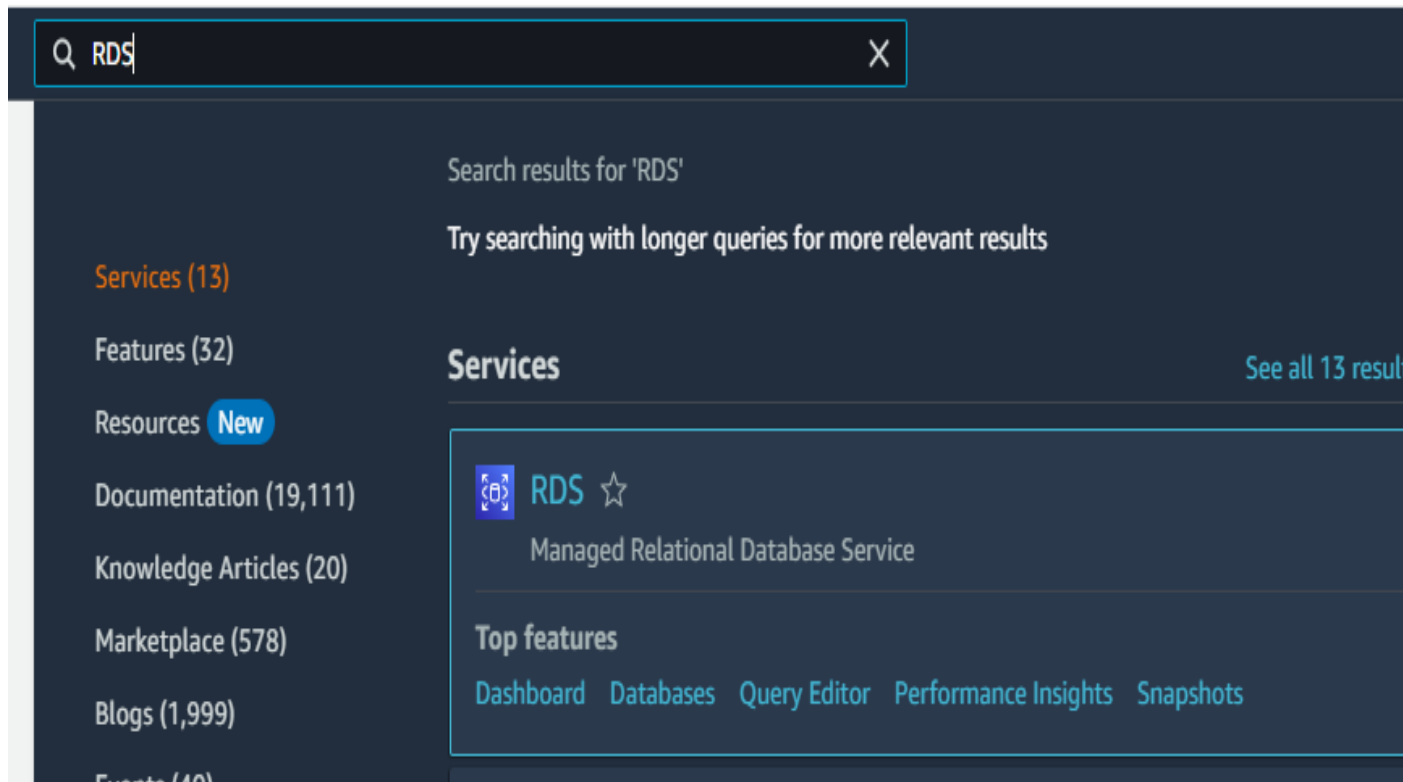 RDS
Search results for 'RDS'
Try searching with longer queries for more relevant results
Services (13)
Features (32)
Resources New
Documentation (19,111)
Knowledge Articles (20)
Marketplace (578)
Blogs (1,999)
Services
See all 13
RDS
Managed Relational Database Service
Top features
Dashboard Databases Query Editor Performance Insights Snapshots